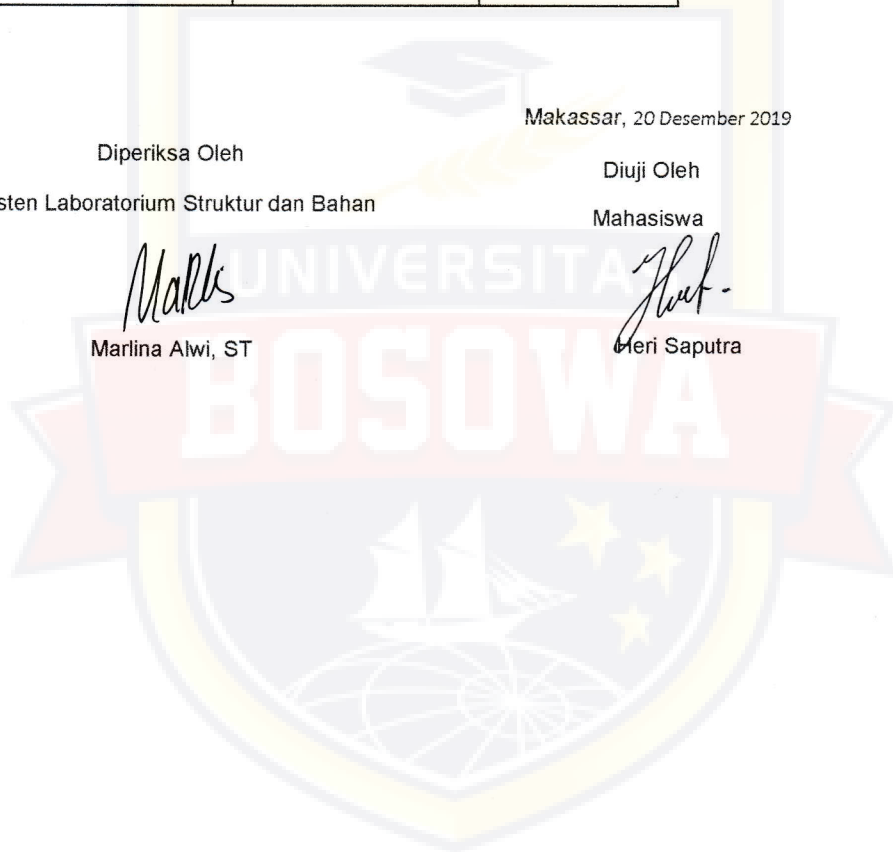 Makassar, 20 Desember 2019
Diperiksa Oleh
sten Laboratorium Struktur dan Bahan
Marlina Alwi, ST
Diuji Oleh
Mahasiswa
Heri Saputra
UNIVERSITAS
BOSOWA